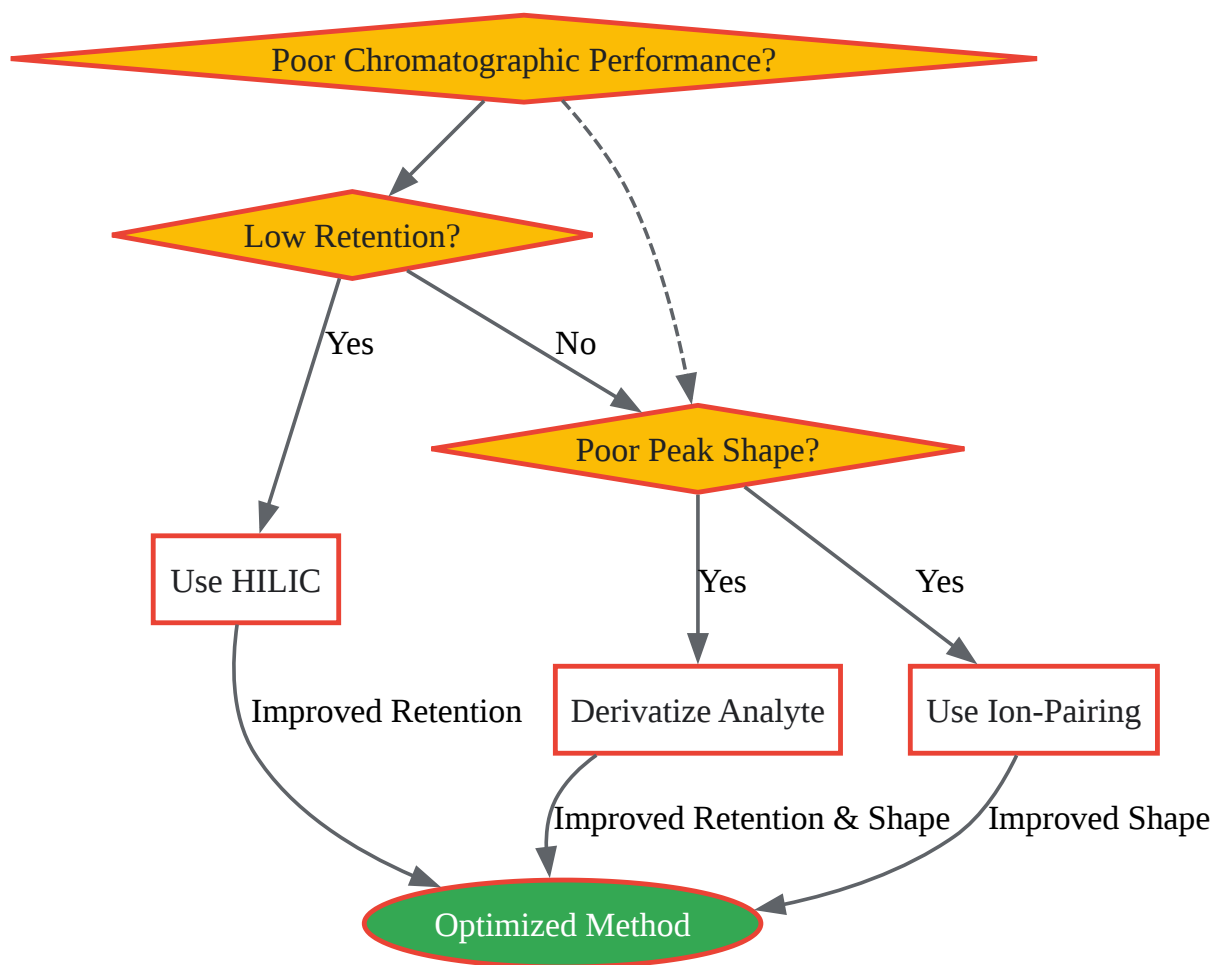 Poor Chromatographic Performance?
Low Retention?
Yes
No
Poor Peak Shape?
Use HILIC
Yes
Yes
Improved Retention
Derivatize Analyte
Use Ion-Pairing
Improved Retention & Shape
Improved Shape
Optimized Method